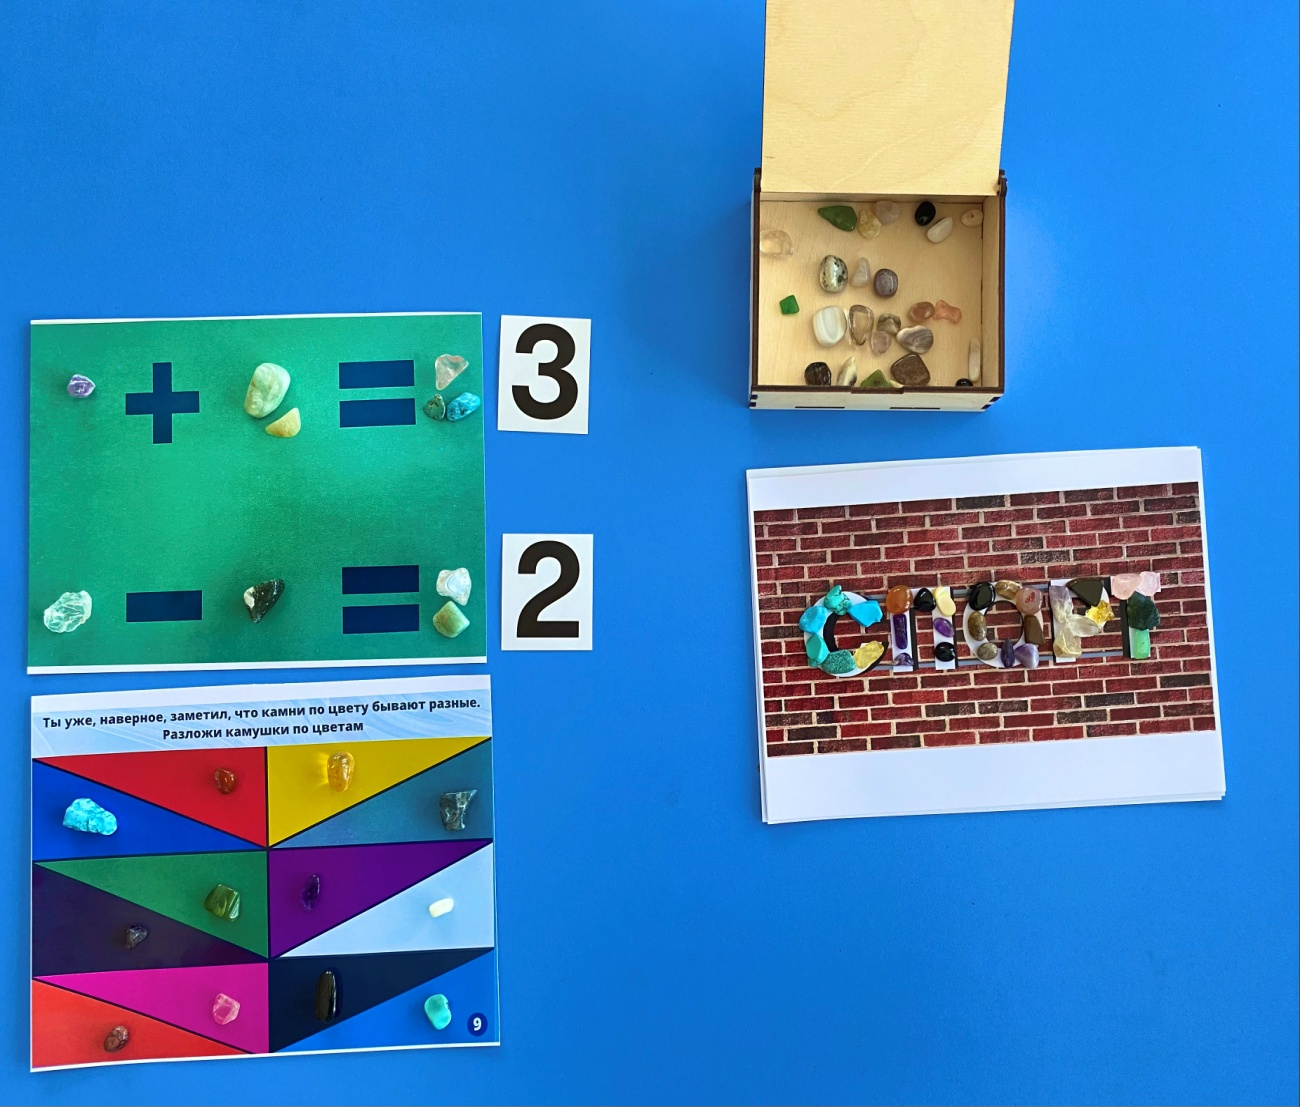 + = 3
- = 2
Ты уже, наверное, заметил, что камни по цвету бывают разные.
Разложи камушки по цветам
9
СПОРТ